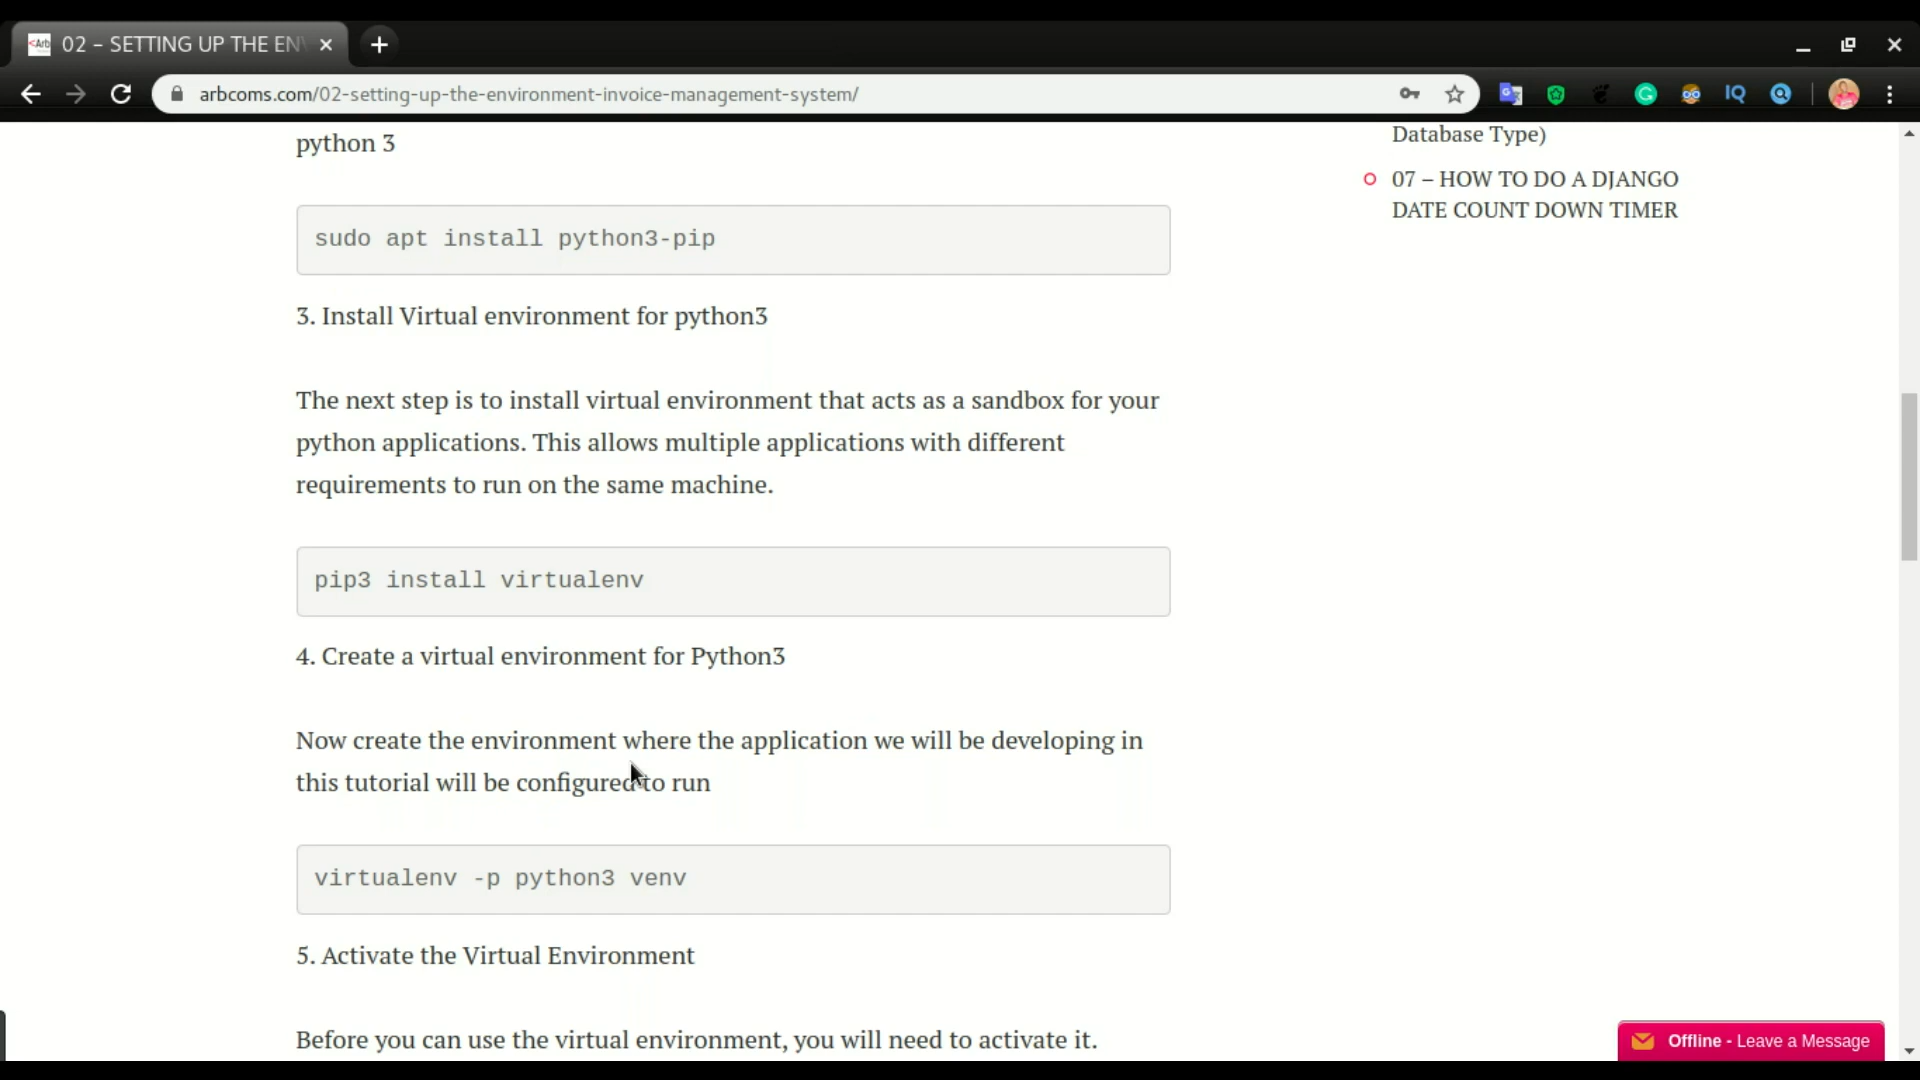 02 – SETTING UP THE EN
arbcoms.com/02-setting-up-the-environment-invoice-management-system/
IQ
python 3
sudo apt install python3-pip
3. Install Virtual environment for python3
The next step is to install virtual environment that acts as a sandbox for your
python applications. This allows multiple applications with different
requirements to run on the same machine.
pip3 install virtualenv
4. Create a virtual environment for Python3
Now create the environment where the application we will be developing in
this tutorial will be configured to run
virtualenv -p python3 venv
5. Activate the Virtual Environment
Before you can use the virtual environment, you will need to activate it.
Database Type)
07 – HOW TO DO A DJANGO
DATE COUNT DOWN TIMER
Offline - Leave a Message